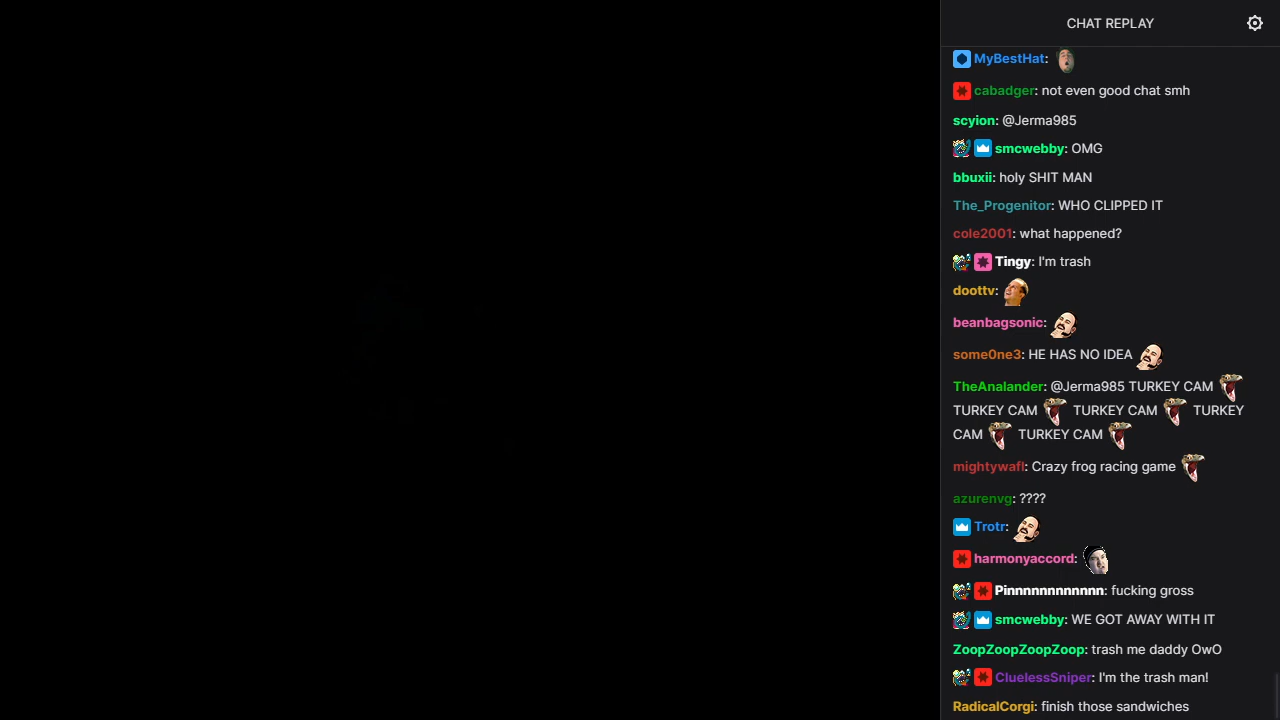 CHAT REPLAY
MyBestHat:
cabadger: not even good chat smh
scyion: @Jerma985
smcwebby: OMG
bbuxii: holy SHIT MAN
The_Progenitor: WHO CLIPPED IT
cole2001: what happened?
Tingy: I'm trash
doottv:
beanbagsonic:
some0ne3: HE HAS NO IDEA
TheAnalander: @Jerma985 TURKEY CAM
TURKEY CAM TURKEY CAM TURKEY
CAM TURKEY CAM
mightywafl: Crazy frog racing game
azurenvg: ????
Trotr:
harmonyaccord:
Pinnnnnnnnnnnn: fucking gross
smcwebby: WE GOT AWAY WITH IT
ZoopZoopZoopZoop: trash me daddy OwO
CluelessSniper: I'm the trash man!
RadicalCorgi: finish those sandwiches